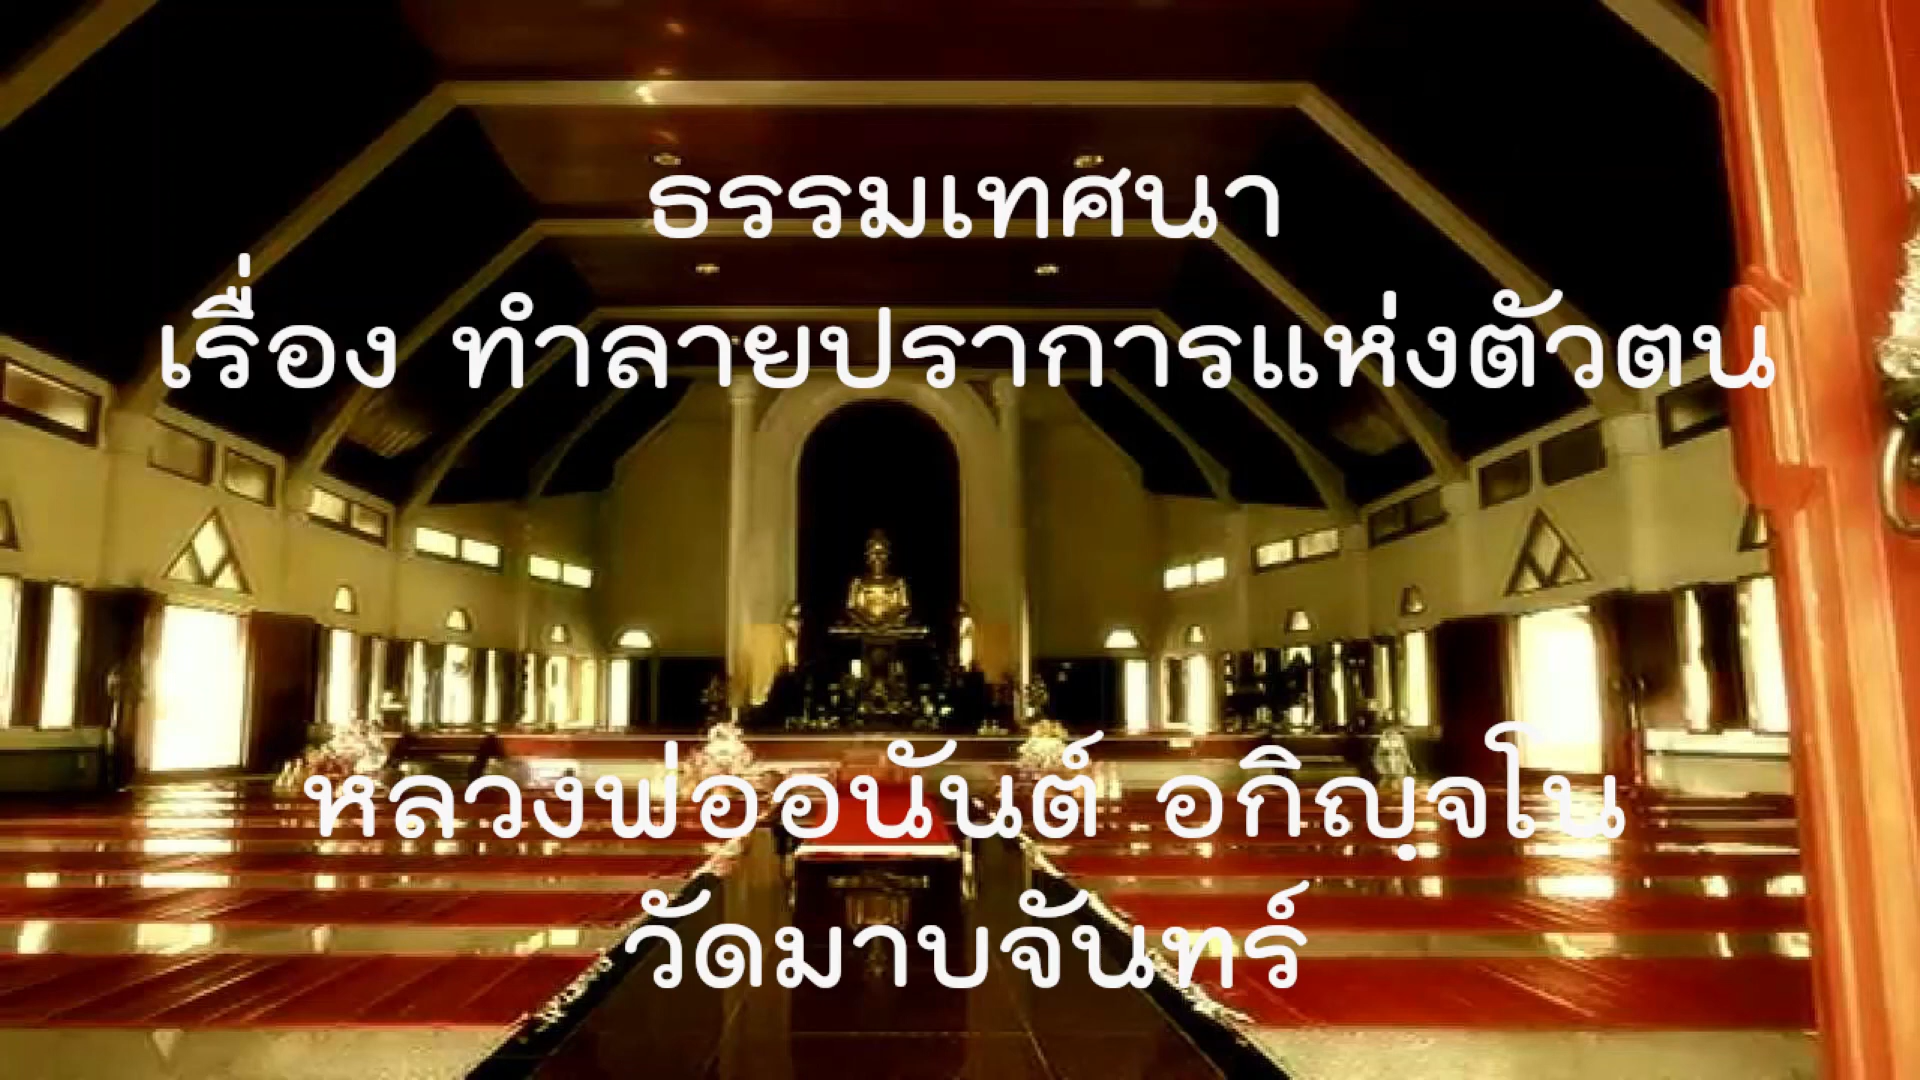 ธรรมเทศนา
เรื่อง ทำลายปราการแห่งตัวตน
หลวงพ่ออนันต์ อกิญฺจโน
วัดมาบจันทร์